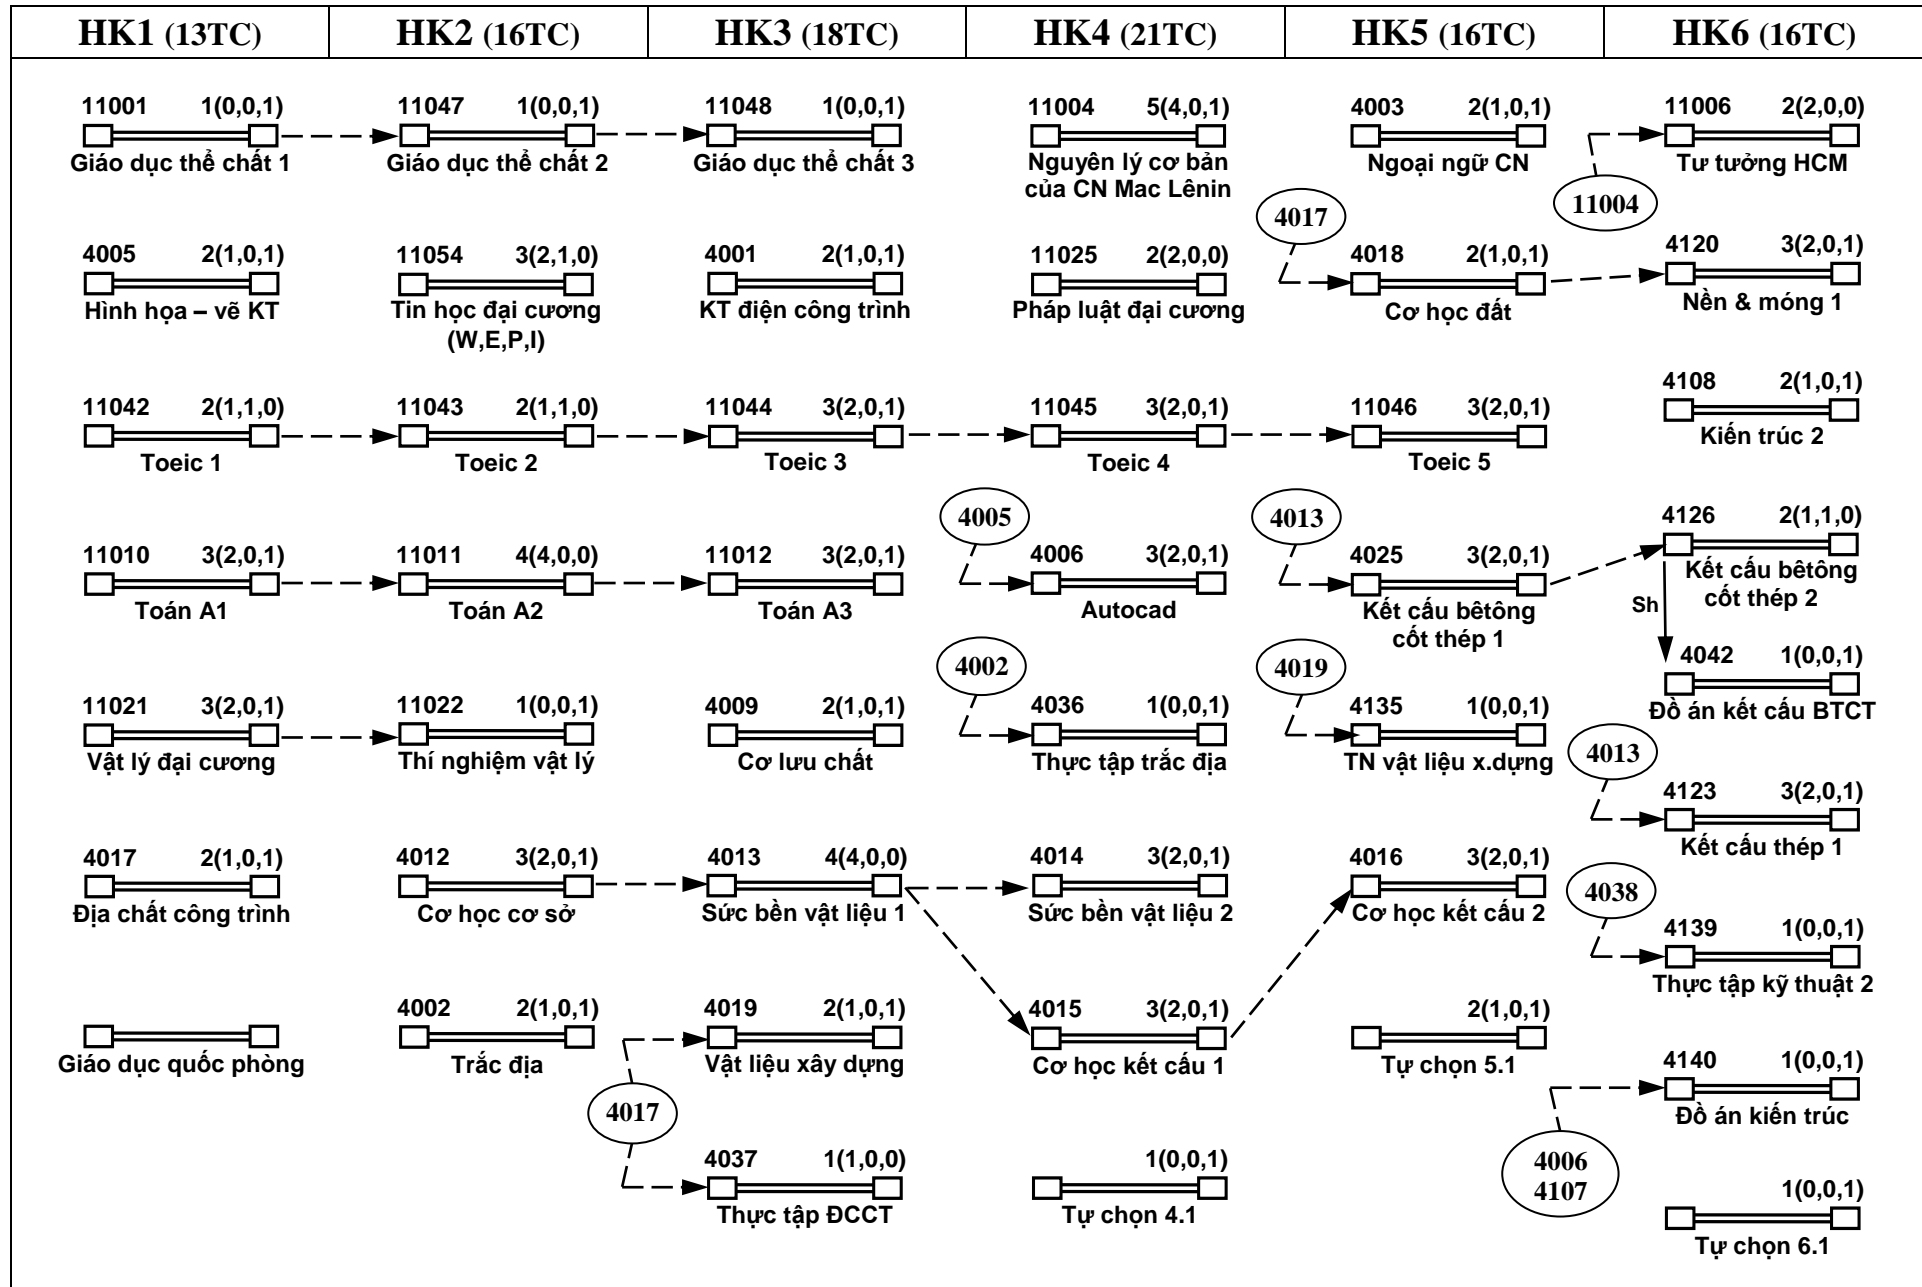 HK1 (13TC) HK2 (16TC) HK3 (18TC) HK4 (21TC) HK5 (16TC) HK6 (16TC)
11001 1(0,0,1)
Giáo dục thể chất 1
4005 2(1,0,1)
Hình họa – vẽ KT
11042 2(1,1,0)
Toeic 1
11010 3(2,0,1)
Toán A1
11021 3(2,0,1)
Vật lý đại cương
4017 2(1,0,1)
Địa chất công trình
Giáo dục quốc phòng
11047 1(0,0,1)
Giáo dục thể chất 2
11054 3(2,1,0)
Tin học đại cương
(W,E,P,I)
11043 2(1,1,0)
Toeic 2
11011 4(4,0,0)
Toán A2
11022 1(0,0,1)
Thí nghiệm vật lý
4012 3(2,0,1)
Cơ học cơ sở
4002 2(1,0,1)
Trắc địa
11048 1(0,0,1)
Giáo dục thể chất 3
4001 2(1,0,1)
KT điện công trình
11044 3(2,0,1)
Toeic 3
11012 3(2,0,1)
Toán A3
4009 2(1,0,1)
Cơ lưu chất
4013 4(4,0,0)
Sức bền vật liệu 1
4019 2(1,0,1)
Vật liệu xây dựng
4017
4037 1(1,0,0)
Thực tập ĐCCT
11004 5(4,0,1)
Nguyên lý cơ bản
của CN Mac Lênin
11025 2(2,0,0)
Pháp luật đại cương
11045 3(2,0,1)
Toeic 4
4005
4006 3(2,0,1)
Autocad
4002
4036 1(0,0,1)
Thực tập trắc địa
4014 3(2,0,1)
Sức bền vật liệu 2
4015 3(2,0,1)
Cơ học kết cấu 1
1(0,0,1)
Tự chọn 4.1
4003 2(1,0,1)
Ngoại ngữ CN
4017
4018 2(1,0,1)
Cơ học đất
11046 3(2,0,1)
Toeic 5
4013
4025 3(2,0,1)
Kết cấu bêtông
cốt thép 1
4019
4135 1(0,0,1)
TN vật liệu x.dựng
4016 3(2,0,1)
Cơ học kết cấu 2
2(1,0,1)
Tự chọn 5.1
11006 2(2,0,0)
Tư tưởng HCM
11004
4120 3(2,0,1)
Nền & móng 1
4108 2(1,0,1)
Kiến trúc 2
4126 2(1,1,0)
Kết cấu bêtông
cốt thép 2
Sh
4042 1(0,0,1)
Đồ án kết cấu BTCT
4013
4123 3(2,0,1)
Kết cấu thép 1
4038
4139 1(0,0,1)
Thực tập kỹ thuật 2
4140 1(0,0,1)
Đồ án kiến trúc
4006
4107
1(0,0,1)
Tự chọn 6.1